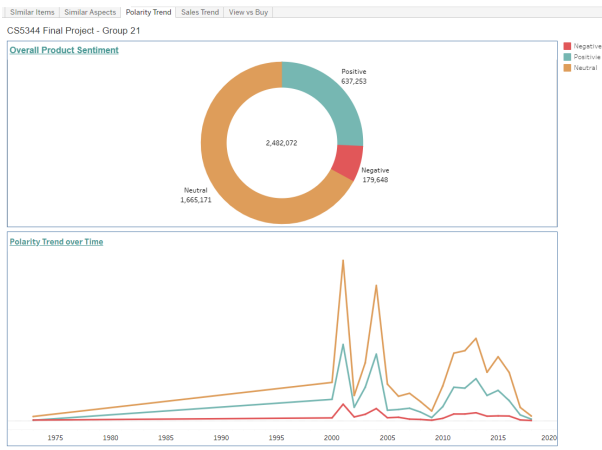 SImilar Items Similar Aspects Polarity Trend Sales Trend View vs Buy
CS5344 Final Project - Group 21
Overall Product Sentiment
Negative
Positivie
Neutral
Positive
637,253
2,482,072
Negative
179,648
Neutral
1,665,171
Polarity Trend over Time
1975 1980 1985 1990 1995 2000 2005 2010 2015 2020